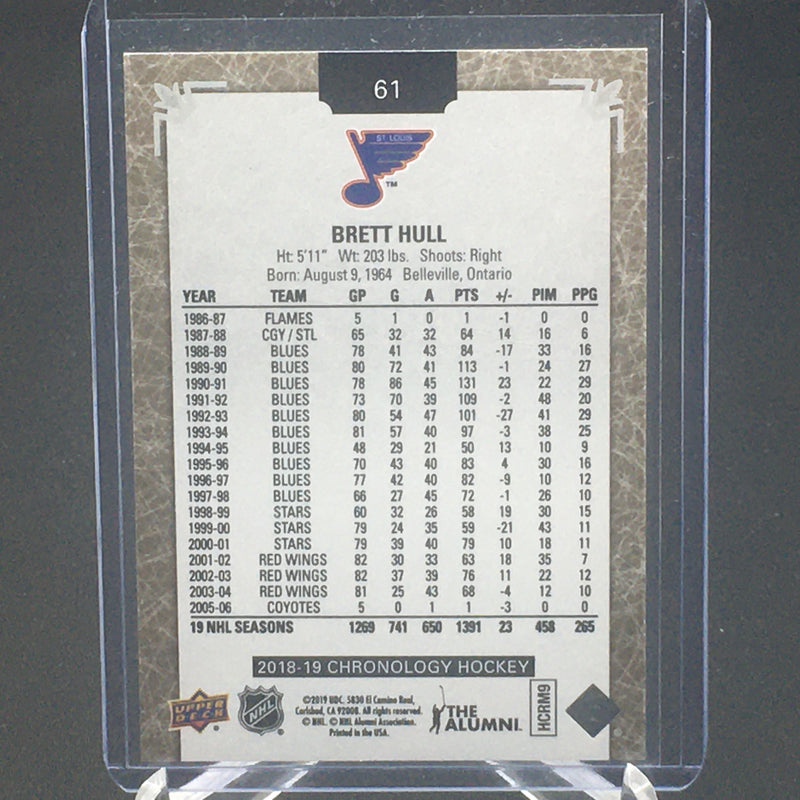 61
ST LOUIS
TM
BRETT HULL
Ht: 5'11" Wt: 203 lbs. Shoots: Right
Born: August 9, 1964 Belleville, Ontario
YEAR TEAM GP G A PTS +/- PIM PPG
1986-87 FLAMES 5 1 0 1 -1 0 0
1987-88 CGY / STL 65 32 32 64 14 16 6
1988-89 BLUES 78 41 43 84 -17 33 16
1989-90 BLUES 80 72 41 113 -1 24 27
1990-91 BLUES 78 86 45 131 23 22 29
1991-92 BLUES 73 70 39 109 -2 48 20
1992-93 BLUES 80 54 47 101 -27 41 29
1993-94 BLUES 81 57 40 97 -3 38 25
1994-95 BLUES 48 29 21 50 13 10 9
1995-96 BLUES 70 43 40 83 4 30 16
1996-97 BLUES 77 42 40 82 -9 10 12
1997-98 BLUES 66 27 45 72 -1 26 10
1998-99 STARS 60 32 26 58 19 30 15
1999-00 STARS 79 24 35 59 -21 43 11
2000-01 STARS 79 39 40 79 10 18 11
2001-02 RED WINGS 82 30 33 63 18 35 7
2002-03 RED WINGS 82 37 39 76 11 22 12
2003-04 RED WINGS 81 25 43 68 -4 12 10
2005-06 COYOTES 5 0 1 1 -3 0 0
19 NHL SEASONS 1269 741 650 1391 23 458 265
2018-19 CHRONOLOGY HOCKEY
UPPER DECK
NHL
©2019 UDC, 5830 El Camino Real,
Carlsbad, CA 92008. All rights reserved.
© NHL. © NHL Alumni Association.
Printed in the USA.
THE
ALUMNI
HCRM9